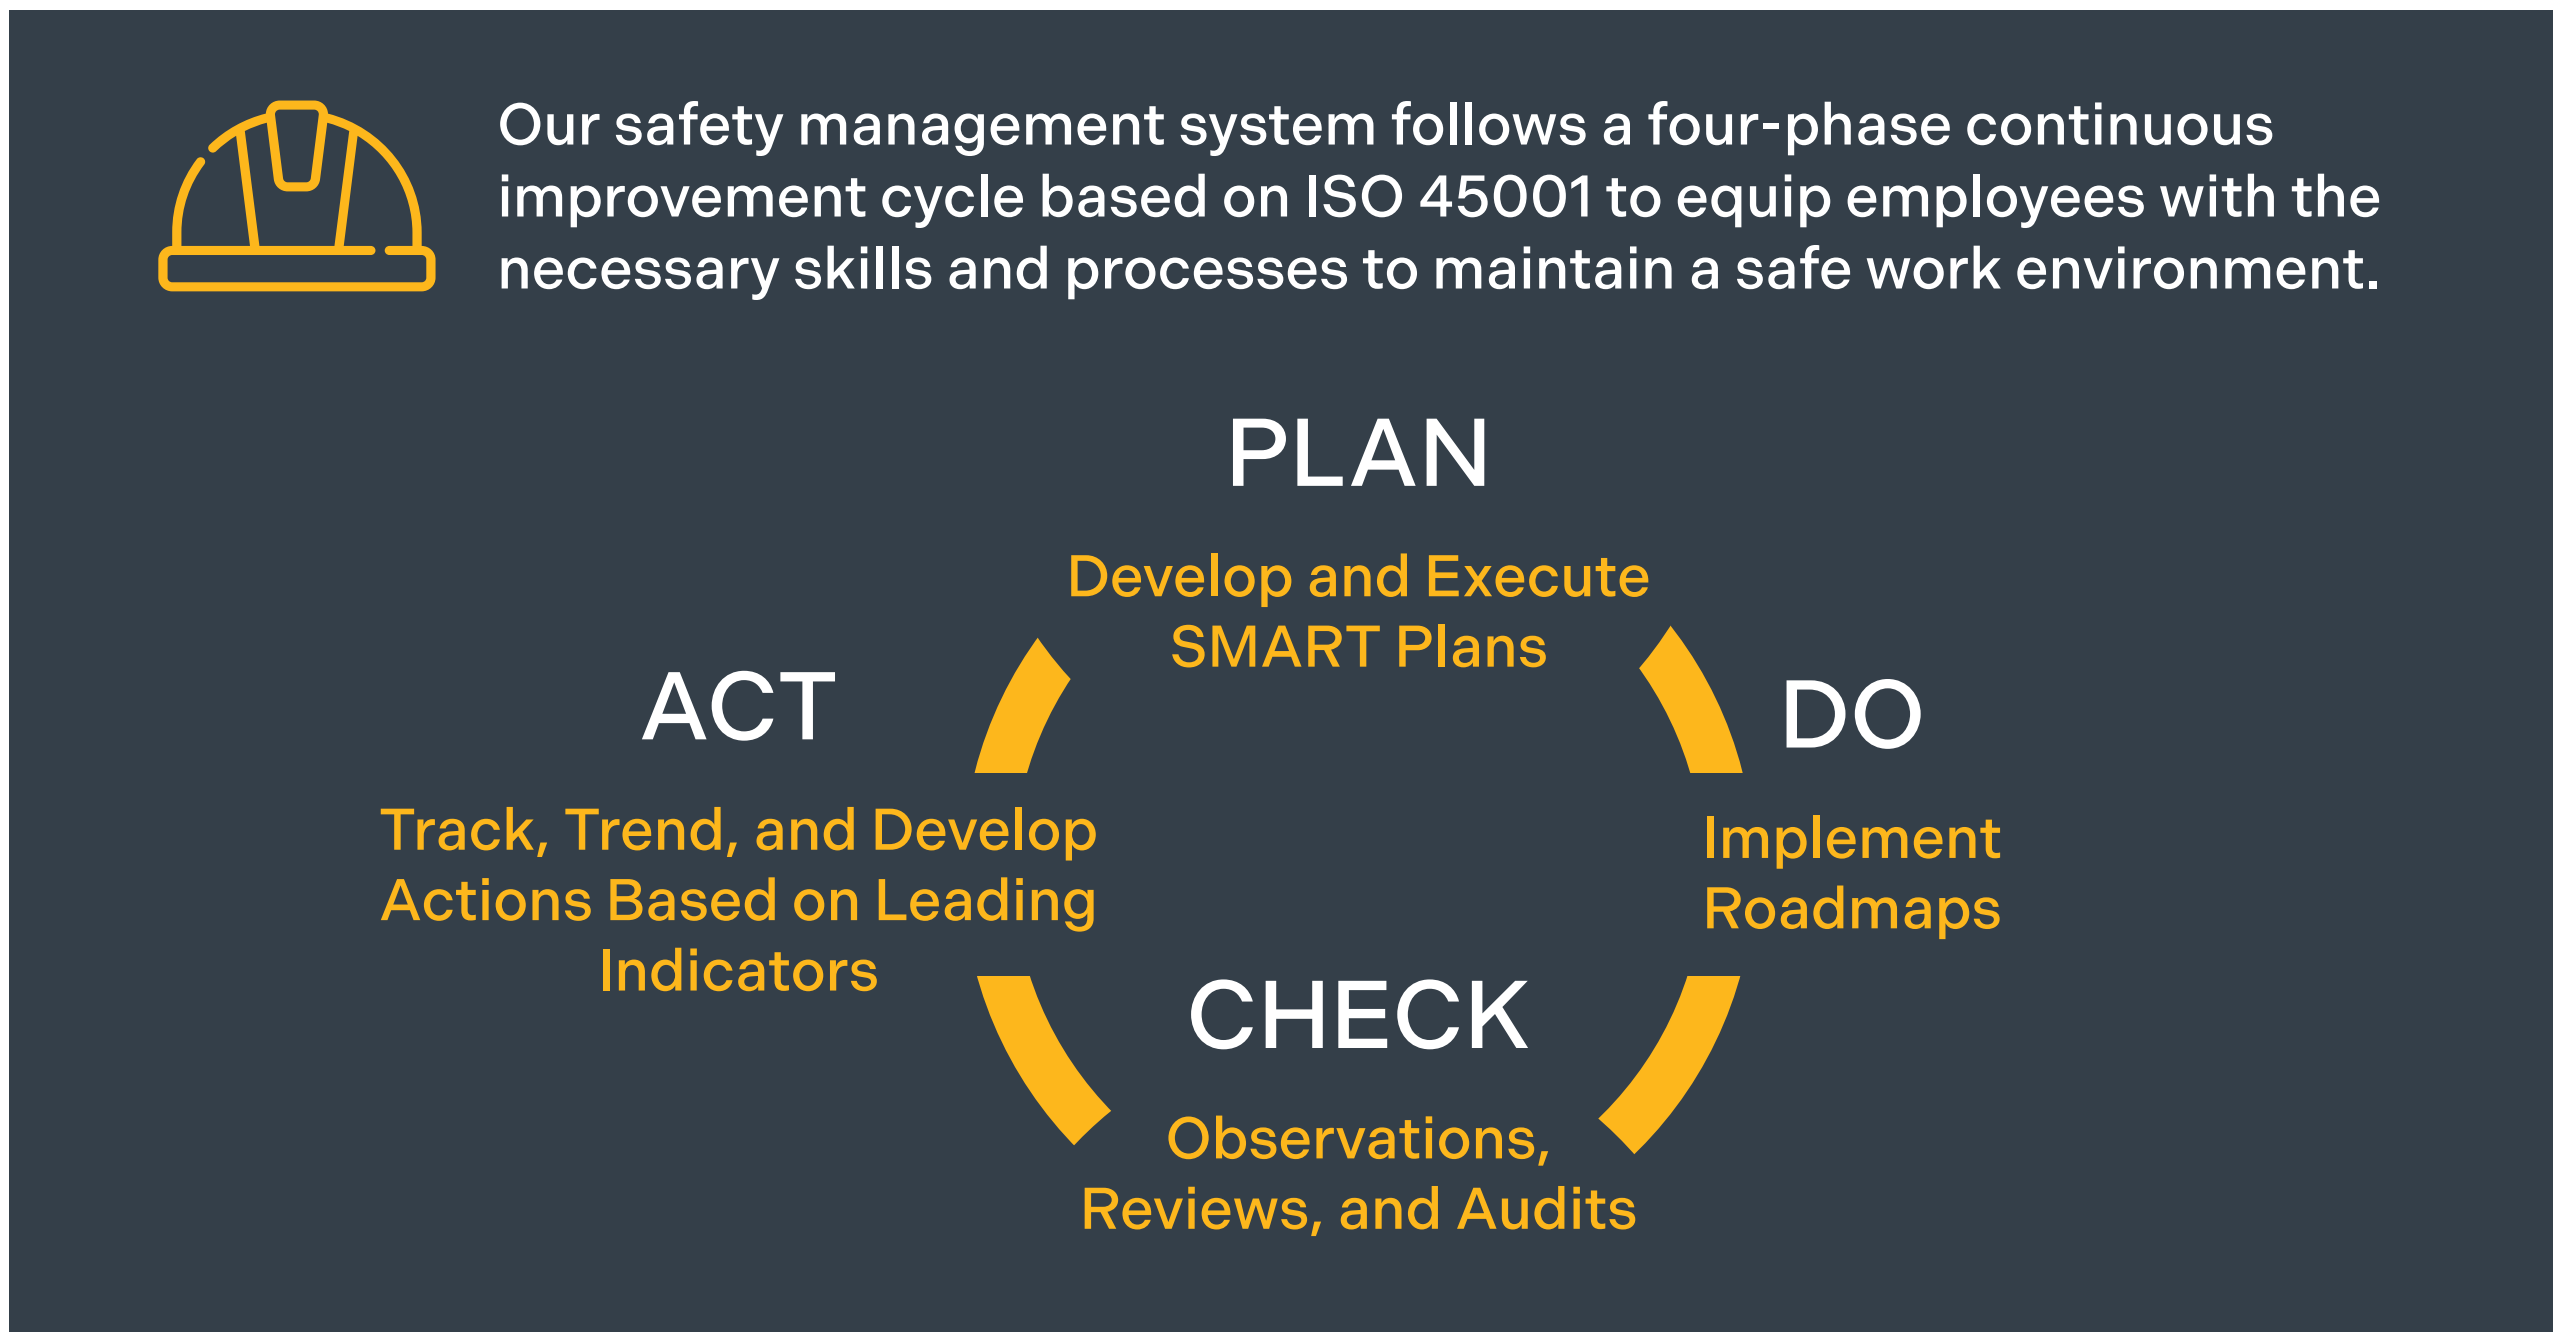 Our safety management system follows a four-phase continuous
improvement cycle based on ISO 45001 to equip employees with the
necessary skills and processes to maintain a safe work environment.
PLAN
Develop and Execute
SMART Plans
DO
Implement
Roadmaps
CHECK
Observations,
Reviews, and Audits
ACT
Track, Trend, and Develop
Actions Based on Leading
Indicators